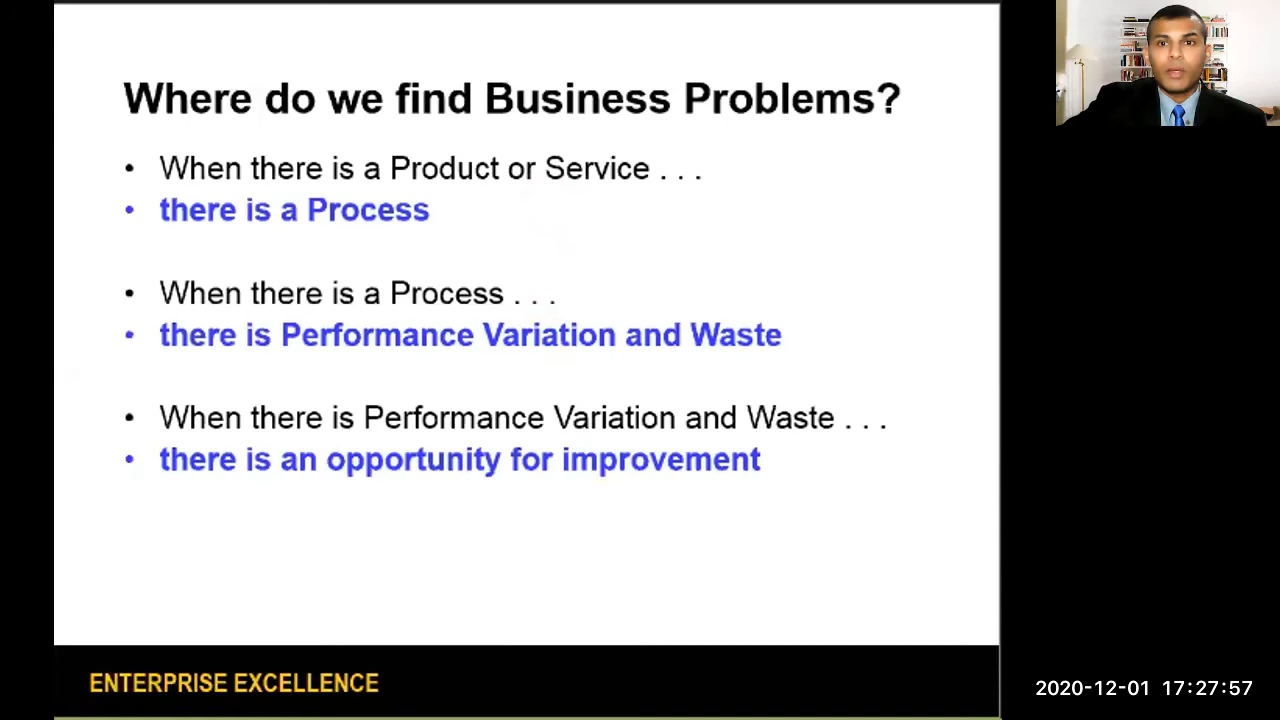 Where do we find Business Problems?
• When there is a Product or Service . . .
• there is a Process
• When there is a Process . . .
• there is Performance Variation and Waste
• When there is Performance Variation and Waste . . .
• there is an opportunity for improvement
ENTERPRISE EXCELLENCE
2020-12-01 17:27:57